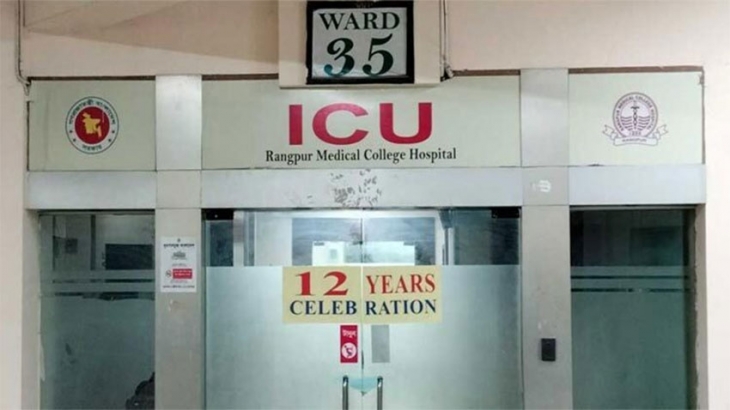 WARD
35
ICU
Rangpur Medical College Hospital
12 YEARS
CELEBRATION